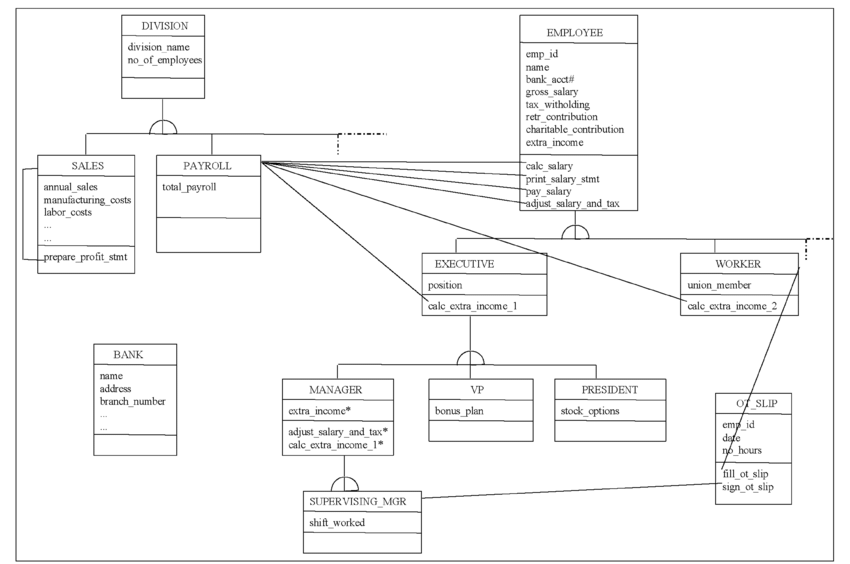 DIVISION
division_name
no_of_employees
EMPLOYEE
emp_id
name
bank_acct#
gross_salary
tax_witholding
retr_contribution
charitable_contribution
extra_income
calc_salary
print_salary_stmt
pay_salary
adjust_salary_and_tax
SALES
annual_sales
manufacturing_costs
labor_costs
...
...
prepare_profit_stmt
PAYROLL
total_payroll
EXECUTIVE
position
calc_extra_income_1
WORKER
union_member
calc_extra_income_2
BANK
name
address
branch_number
...
...
MANAGER
extra_income*
adjust_salary_and_tax*
calc_extra_income_1*
VP
bonus_plan
PRESIDENT
stock_options
OT_SLIP
emp_id
date
no_hours
fill_ot_slip
sign_ot_slip
SUPERVISING_MGR
shift_worked